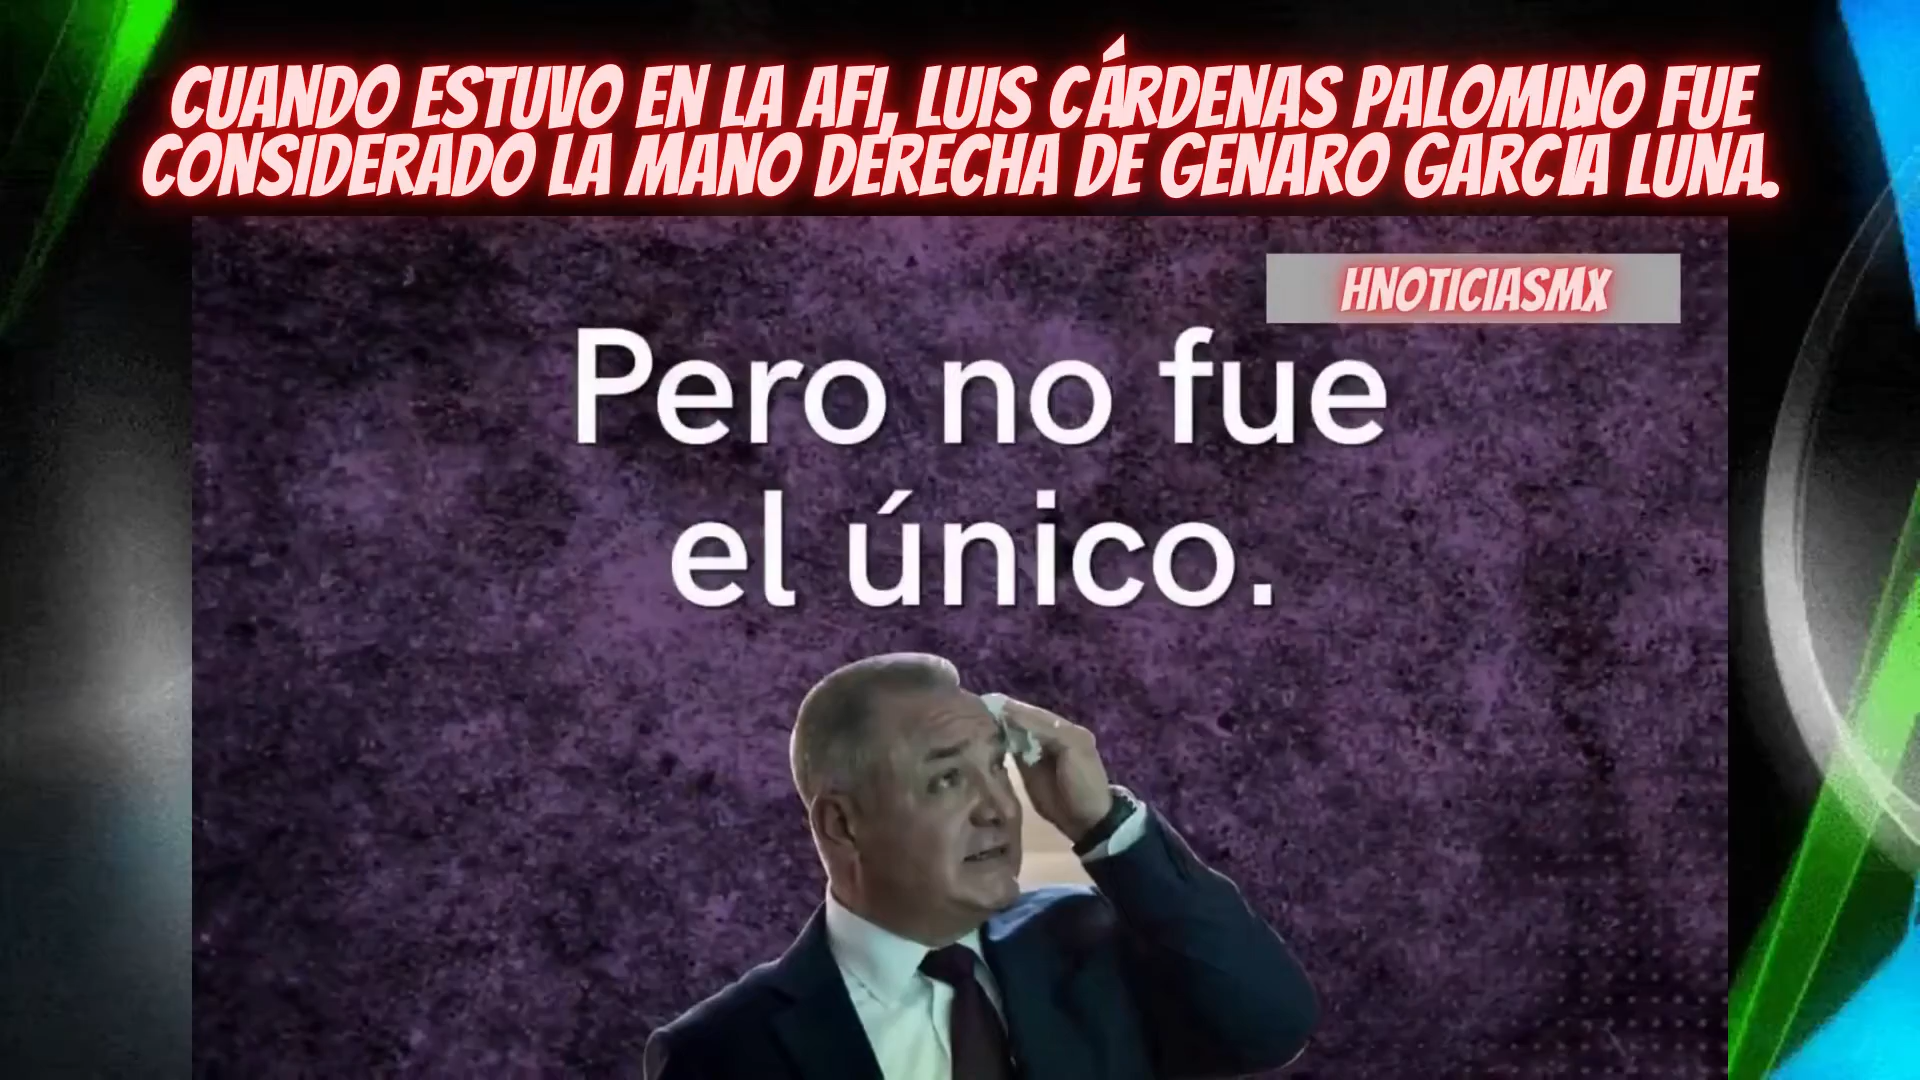 CUANDO ESTUVO EN LA AFI, LUIS CÁRDENAS PALOMINO FUE
CONSIDERADO LA MANO DERECHA DE GENARO GARCÍA LUNA.
HNOTICIASMX
Pero no fue
el único.